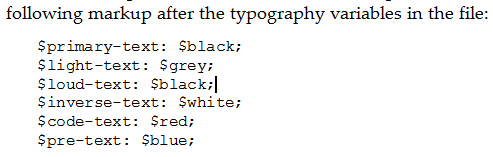 following markup after the typography variables in the file:
$primary-text: $black;
$light-text: $grey;
$loud-text: $black;
$inverse-text: $white;
$code-text: $red;
$pre-text: $blue;